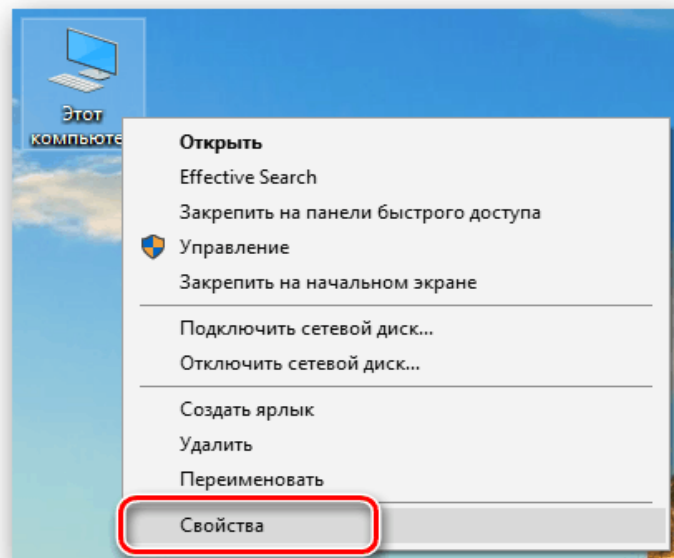 Этот
компьюте
Открыть
Effective Search
Закрепить на панели быстрого доступа
Управление
Закрепить на начальном экране
Подключить сетевой диск...
Отключить сетевой диск...
Создать ярлык
Удалить
Переименовать
Свойства